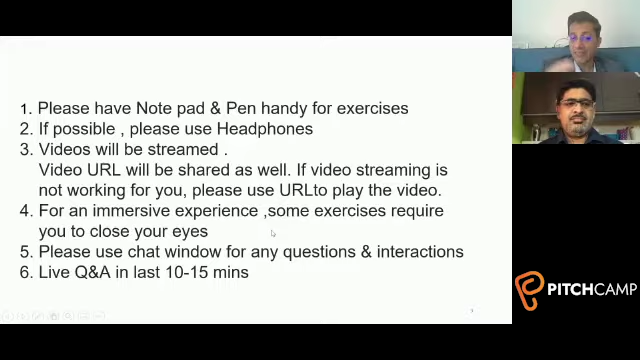 1. Please have Note pad & Pen handy for exercises
2. If possible , please use Headphones
3. Videos will be streamed .
Video URL will be shared as well. If video streaming is
not working for you, please use URLto play the video.
4. For an immersive experience ,some exercises require
you to close your eyes
5. Please use chat window for any questions & interactions
6. Live Q&A in last 10-15 mins
PITCHCAMP